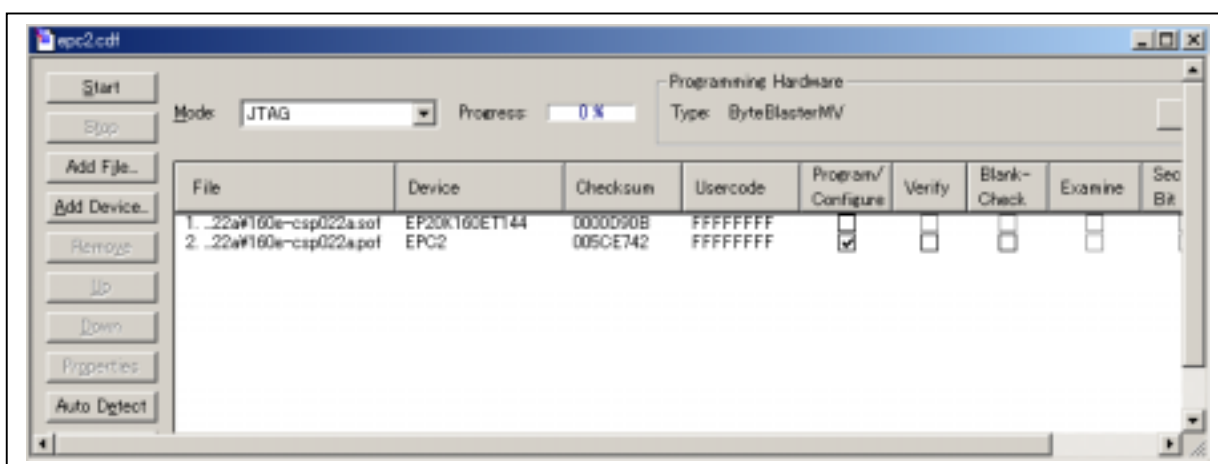 epc2.cdf
Start
Stop
Add File..
Add Device..
Remove
Up
Down
Properties
Auto Detect
Mode: JTAG
Progress: 0 %
Programming Hardware
Type: ByteBlasterMV
File Device Checksum Usercode Program/Configure Verify Blank-Check Examine Sec Bit
1. ..22a¥160e-csp022a.sof EP20K160ET144 0000D90B FFFFFFFF
2. ..22a¥160e-csp022a.pof EPC2 005CE742 FFFFFFFF